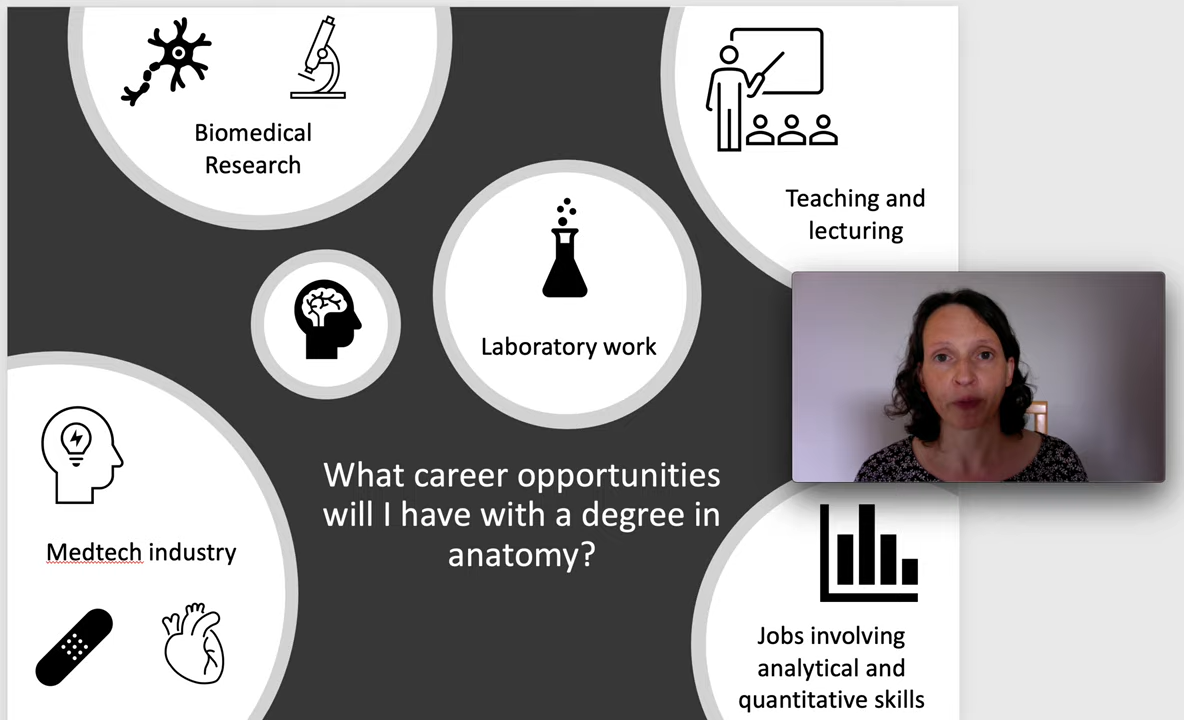 Biomedical
Research
Teaching and
lecturing
Laboratory work
What career opportunities
will I have with a degree in
anatomy?
Medtech industry
Jobs involving
analytical and
quantitative skills